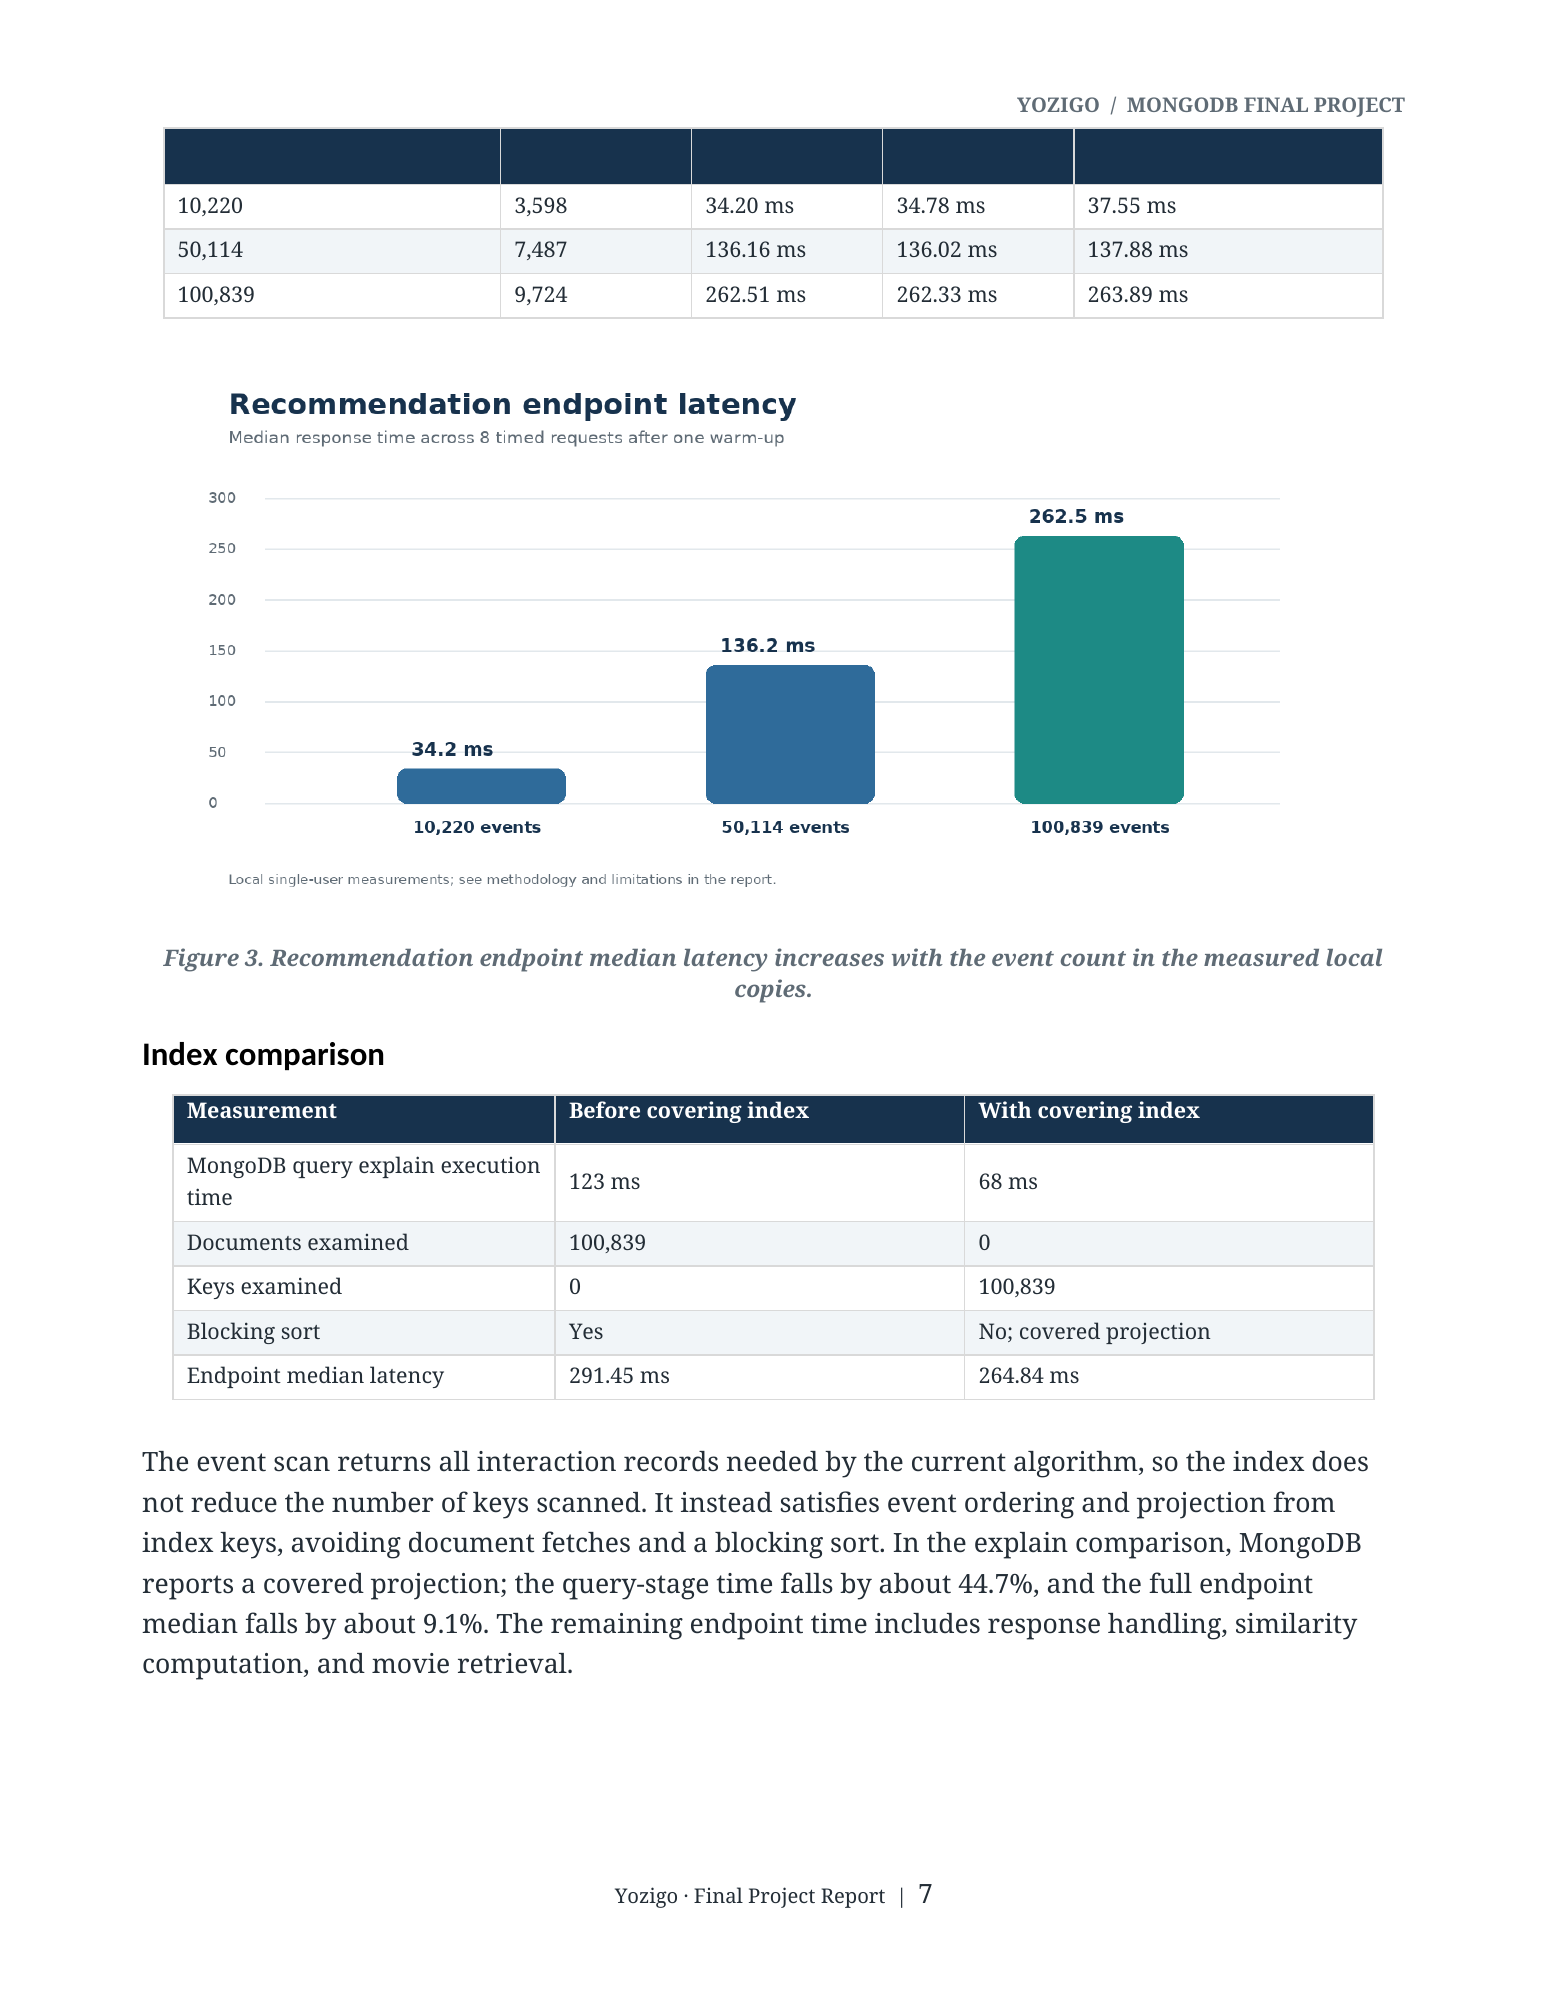 YOZIGO / MONGODB FINAL PROJECT
10,220 3,598 34.20 ms 34.78 ms 37.55 ms
50,114 7,487 136.16 ms 136.02 ms 137.88 ms
100,839 9,724 262.51 ms 262.33 ms 263.89 ms
Recommendation endpoint latency
Median response time across 8 timed requests after one warm-up
300
262.5 ms
250
200
150
136.2 ms
100
50
34.2 ms
0
10,220 events 50,114 events 100,839 events
Local single-user measurements; see methodology and limitations in the report.
Figure 3. Recommendation endpoint median latency increases with the event count in the measured local
copies.
Index comparison
Measurement Before covering index With covering index
MongoDB query explain execution
time 123 ms 68 ms
Documents examined 100,839 0
Keys examined 0 100,839
Blocking sort Yes No; covered projection
Endpoint median latency 291.45 ms 264.84 ms
The event scan returns all interaction records needed by the current algorithm, so the index does
not reduce the number of keys scanned. It instead satisfies event ordering and projection from
index keys, avoiding document fetches and a blocking sort. In the explain comparison, MongoDB
reports a covered projection; the query-stage time falls by about 44.7%, and the full endpoint
median falls by about 9.1%. The remaining endpoint time includes response handling, similarity
computation, and movie retrieval.
Yozigo · Final Project Report | 7